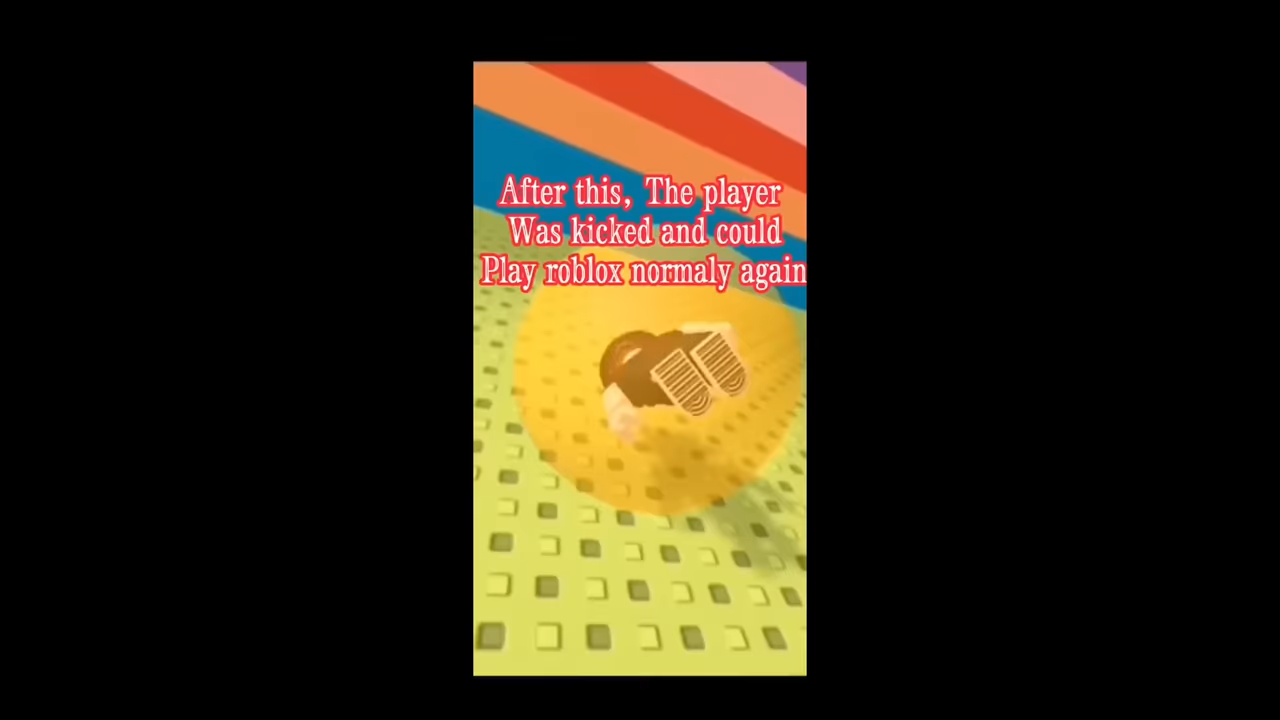 After this, The player
Was kicked and could
Play roblox normaly again